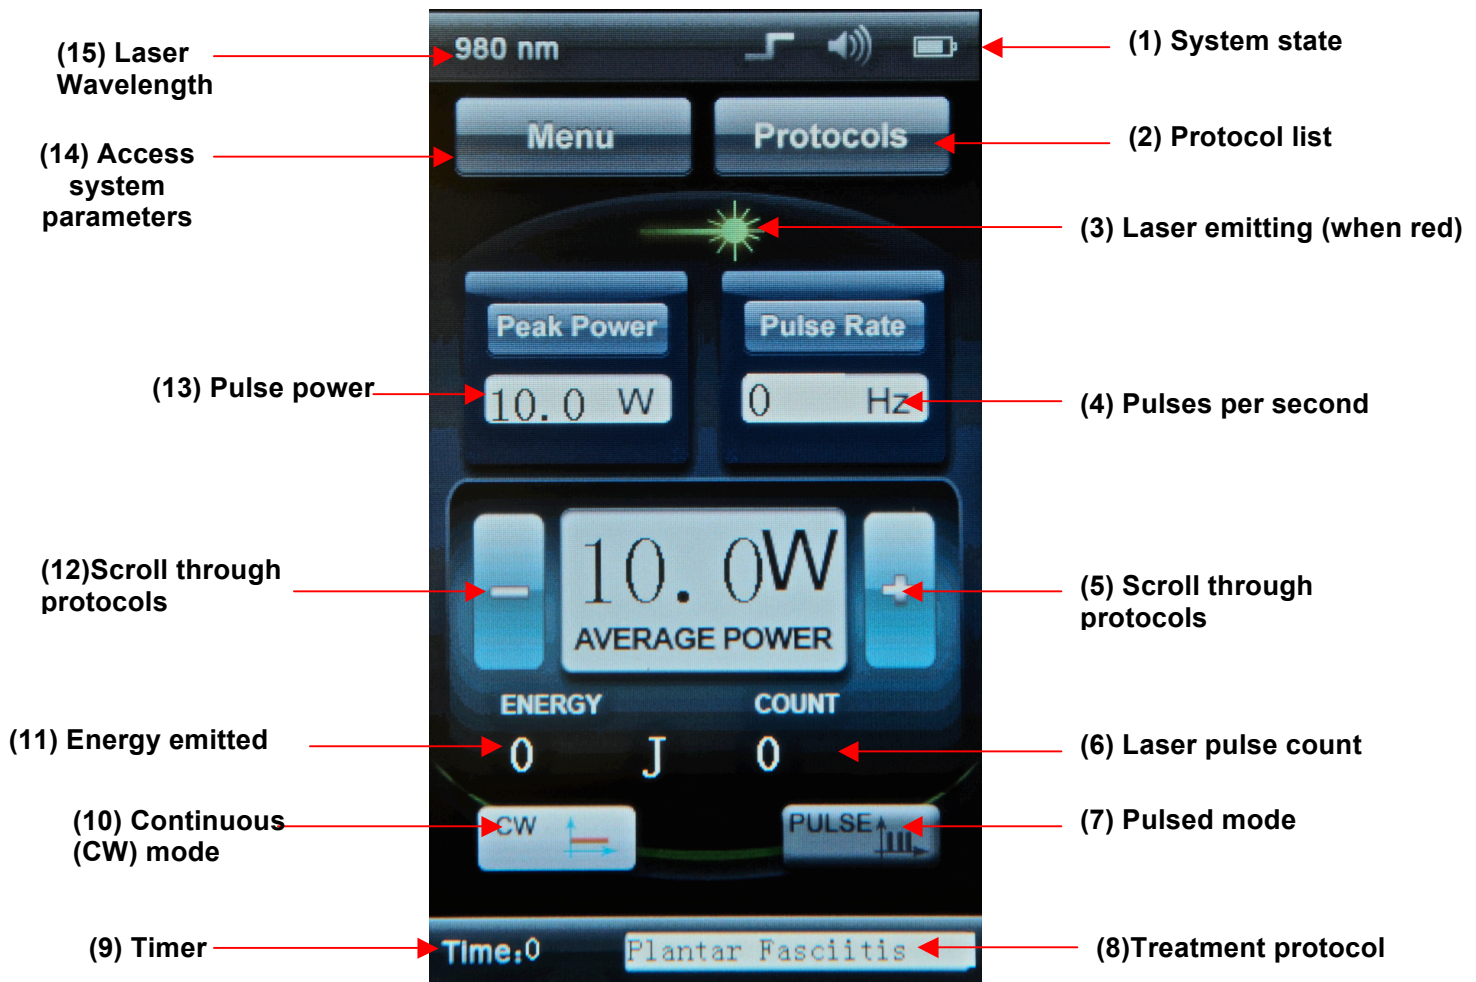 (15) Laser
Wavelength
980 nm
(1) System state
Menu
Protocols
(2) Protocol list
(14) Access
system
parameters
(3) Laser emitting (when red)
Peak Power
Pulse Rate
(13) Pulse power
10.0 W
0 Hz
(4) Pulses per second
(12)Scroll through
protocols
-
10.0W
+
AVERAGE POWER
(5) Scroll through
protocols
ENERGY
COUNT
(11) Energy emitted
0 J
0
(6) Laser pulse count
(10) Continuous
(CW) mode
CW
PULSE
(7) Pulsed mode
(9) Timer
Time:0
Plantar Fasciitis
(8)Treatment protocol